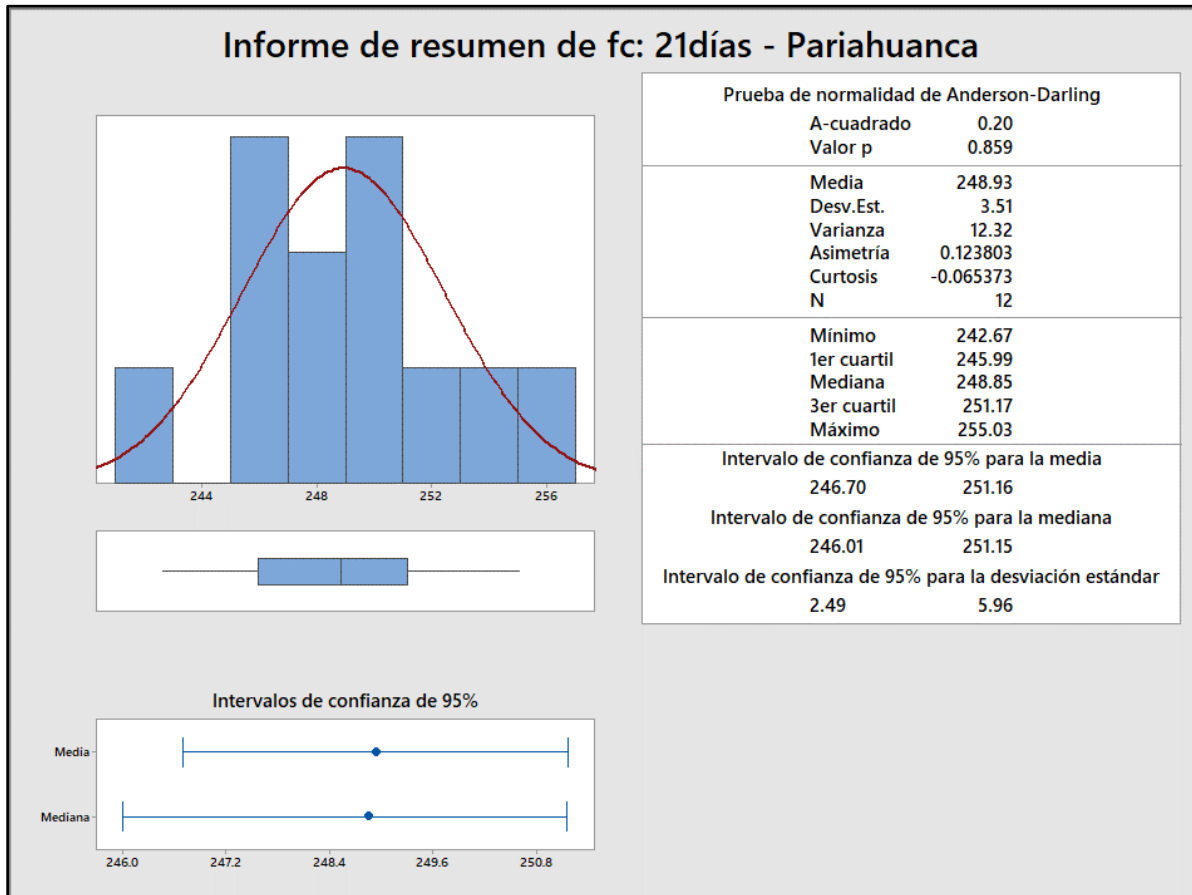 Informe de resumen de fc: 21días - Pariahuanca
244 248 252 256
Prueba de normalidad de Anderson-Darling
A-cuadrado 0.20
Valor p 0.859
Media 248.93
Desv.Est. 3.51
Varianza 12.32
Asimetría 0.123803
Curtosis -0.065373
N 12
Mínimo 242.67
1er cuartil 245.99
Mediana 248.85
3er cuartil 251.17
Máximo 255.03
Intervalo de confianza de 95% para la media
246.70 251.16
Intervalo de confianza de 95% para la mediana
246.01 251.15
Intervalo de confianza de 95% para la desviación estándar
2.49 5.96
Intervalos de confianza de 95%
Media
Mediana
246.0 247.2 248.4 249.6 250.8